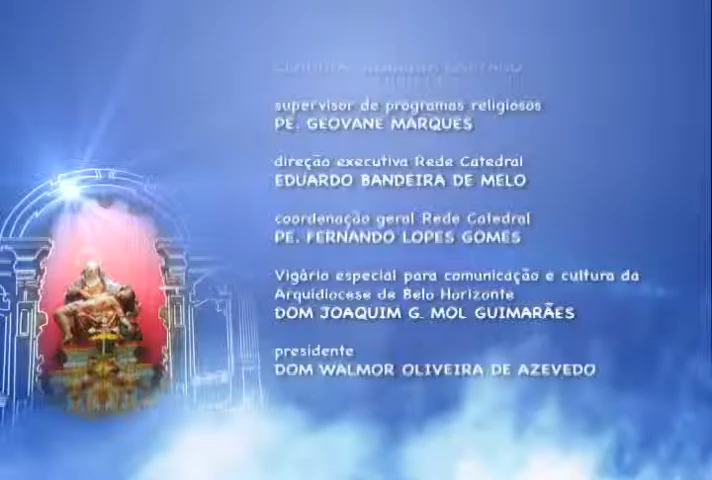 supervisor de programas religiosos
PE. GEOVANE MARQUES
direção executiva Rede Catedral
EDUARDO BANDEIRA DE MELO
coordenação geral Rede Catedral
PE. FERNANDO LOPES GOMES
Vigário especial para comunicação e cultura da
Arquidiocese de Belo Horizonte
DOM JOAQUIM G. MOL GUIMARÃES
presidente
DOM WALMOR OLIVEIRA DE AZEVEDO